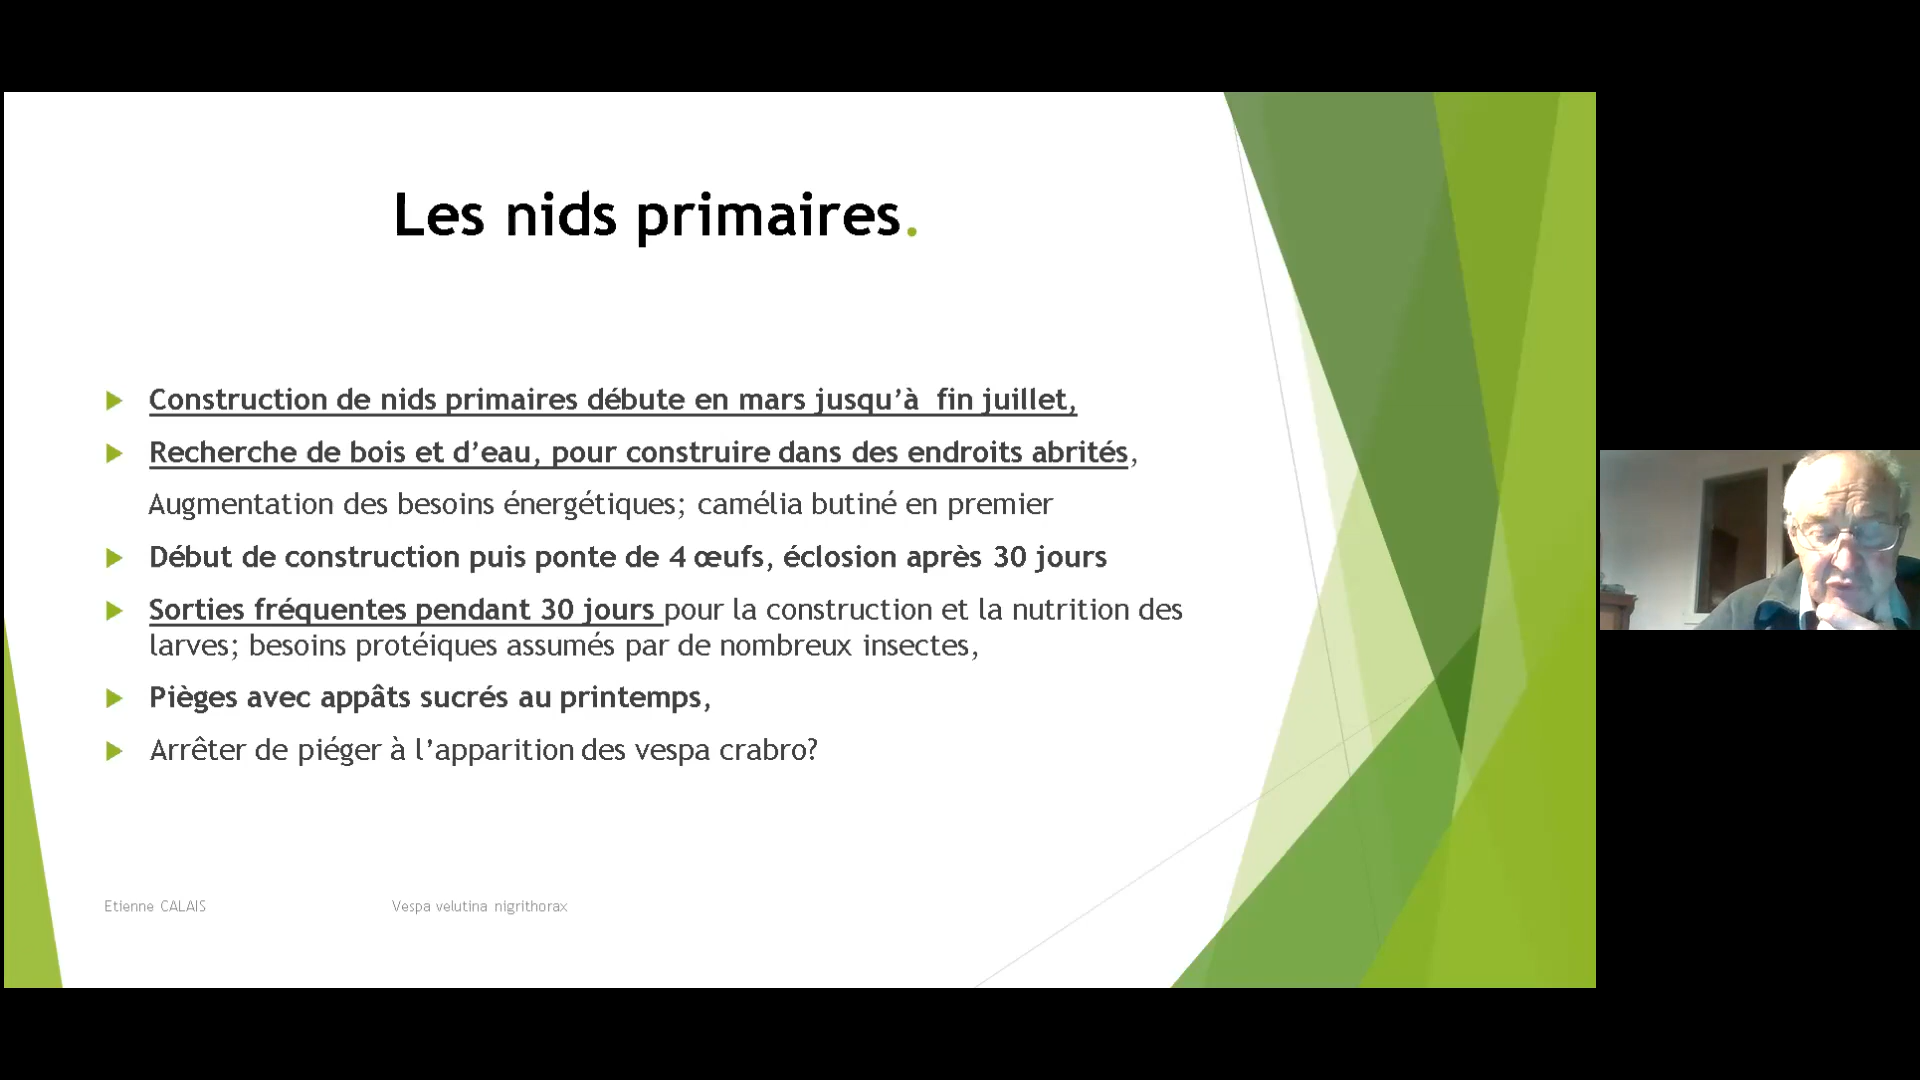 Les nids primaires.
Construction de nids primaires débute en mars jusqu’à  fin juillet,
Recherche de bois et d’eau, pour construire dans des endroits abrités,
Augmentation des besoins énergétiques; camélia butiné en premier
Début de construction puis ponte de 4 œufs, éclosion après 30 jours
Sorties fréquentes pendant 30 jours pour la construction et la nutrition des
larves; besoins protéiques assumés par de nombreux insectes,
Pièges avec appâts sucrés au printemps,
Arrêter de piéger à l’apparition des vespa crabro?
Etienne CALAIS
Vespa velutina nigrithorax